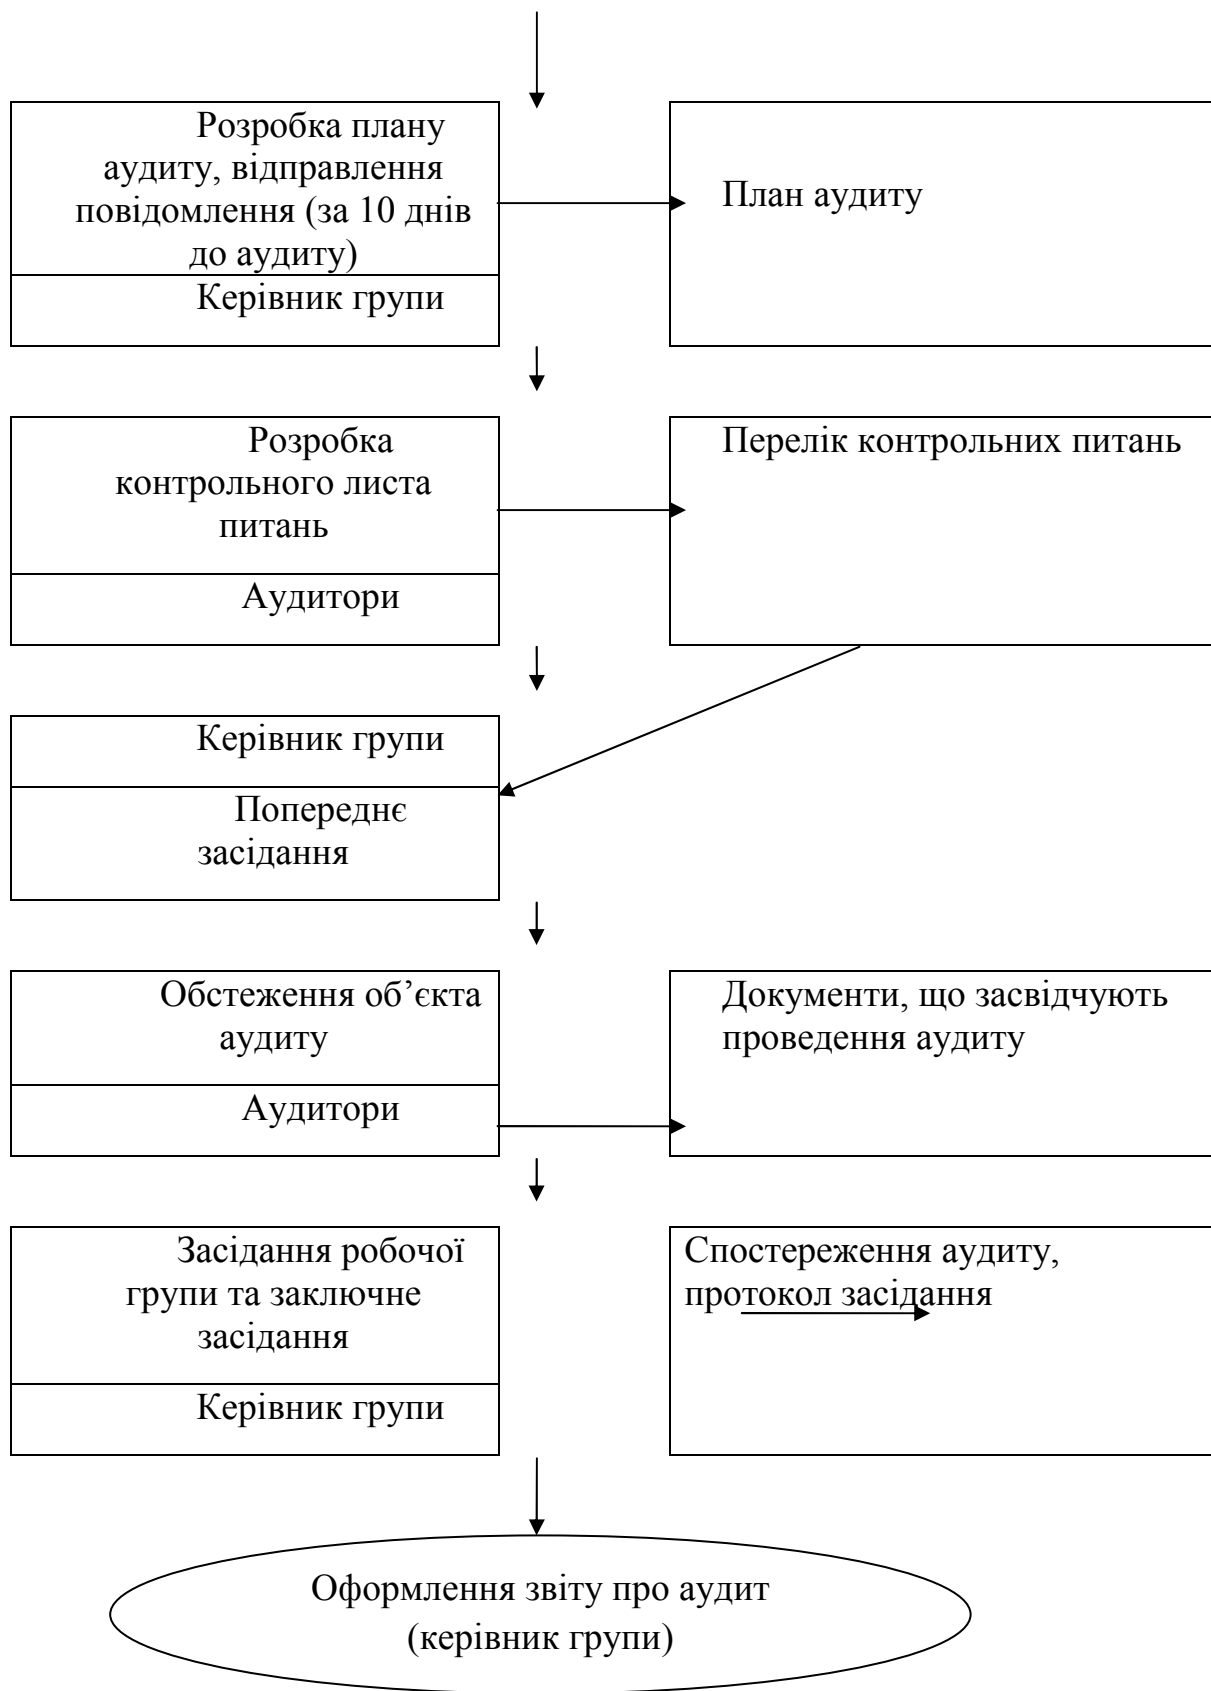 Розробка плану
аудиту, відправлення
повідомлення (за 10 днів
до аудиту)
Керівник групи
План аудиту
Розробка
контрольного листа
питань
Аудитори
Перелік контрольних питань
Керівник групи
Попереднє
засідання
Обстеження об’єкта
аудиту
Аудитори
Документи, що засвідчують
проведення аудиту
Засідання робочої
групи та заключне
засідання
Керівник групи
Спостереження аудиту,
протокол засідання
Оформлення звіту про аудит
(керівник групи)